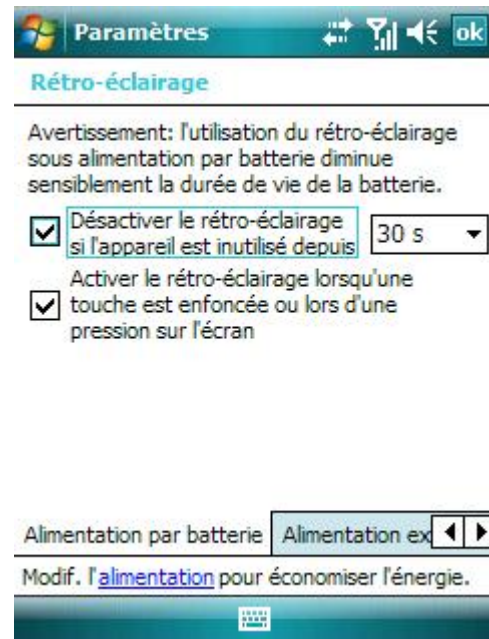 Paramètres
ok
Rétro-éclairage
Avertissement: l'utilisation du rétro-éclairage
sous alimentation par batterie diminue
sensiblement la durée de vie de la batterie.
Désactiver le rétro-éclairage
si l'appareil est inutilisé depuis
30 s
Activer le rétro-éclairage lorsqu'une
touche est enfoncée ou lors d'une
pression sur l'écran
Alimentation par batterie
Alimentation ex
Modif. l'alimentation pour économiser l'énergie.